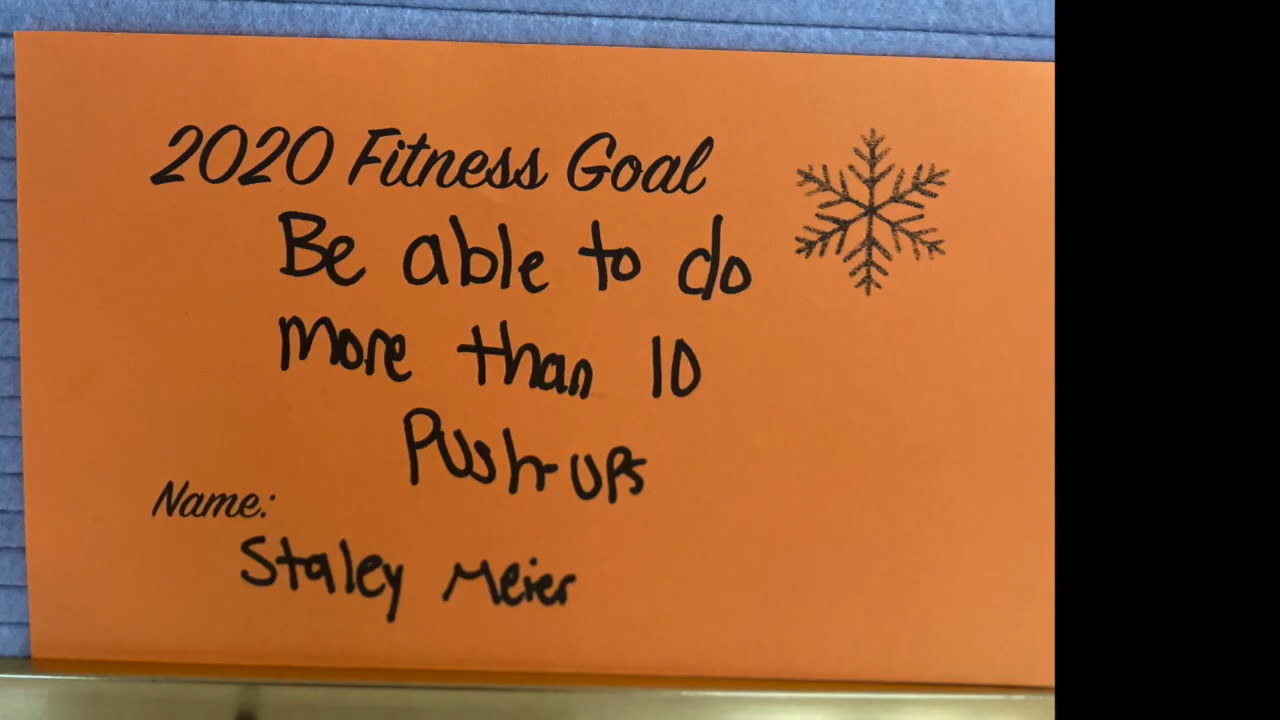 2020 Fitness Goal
Be able to do
more than 10
Push-ups
Name:
Staley Meier